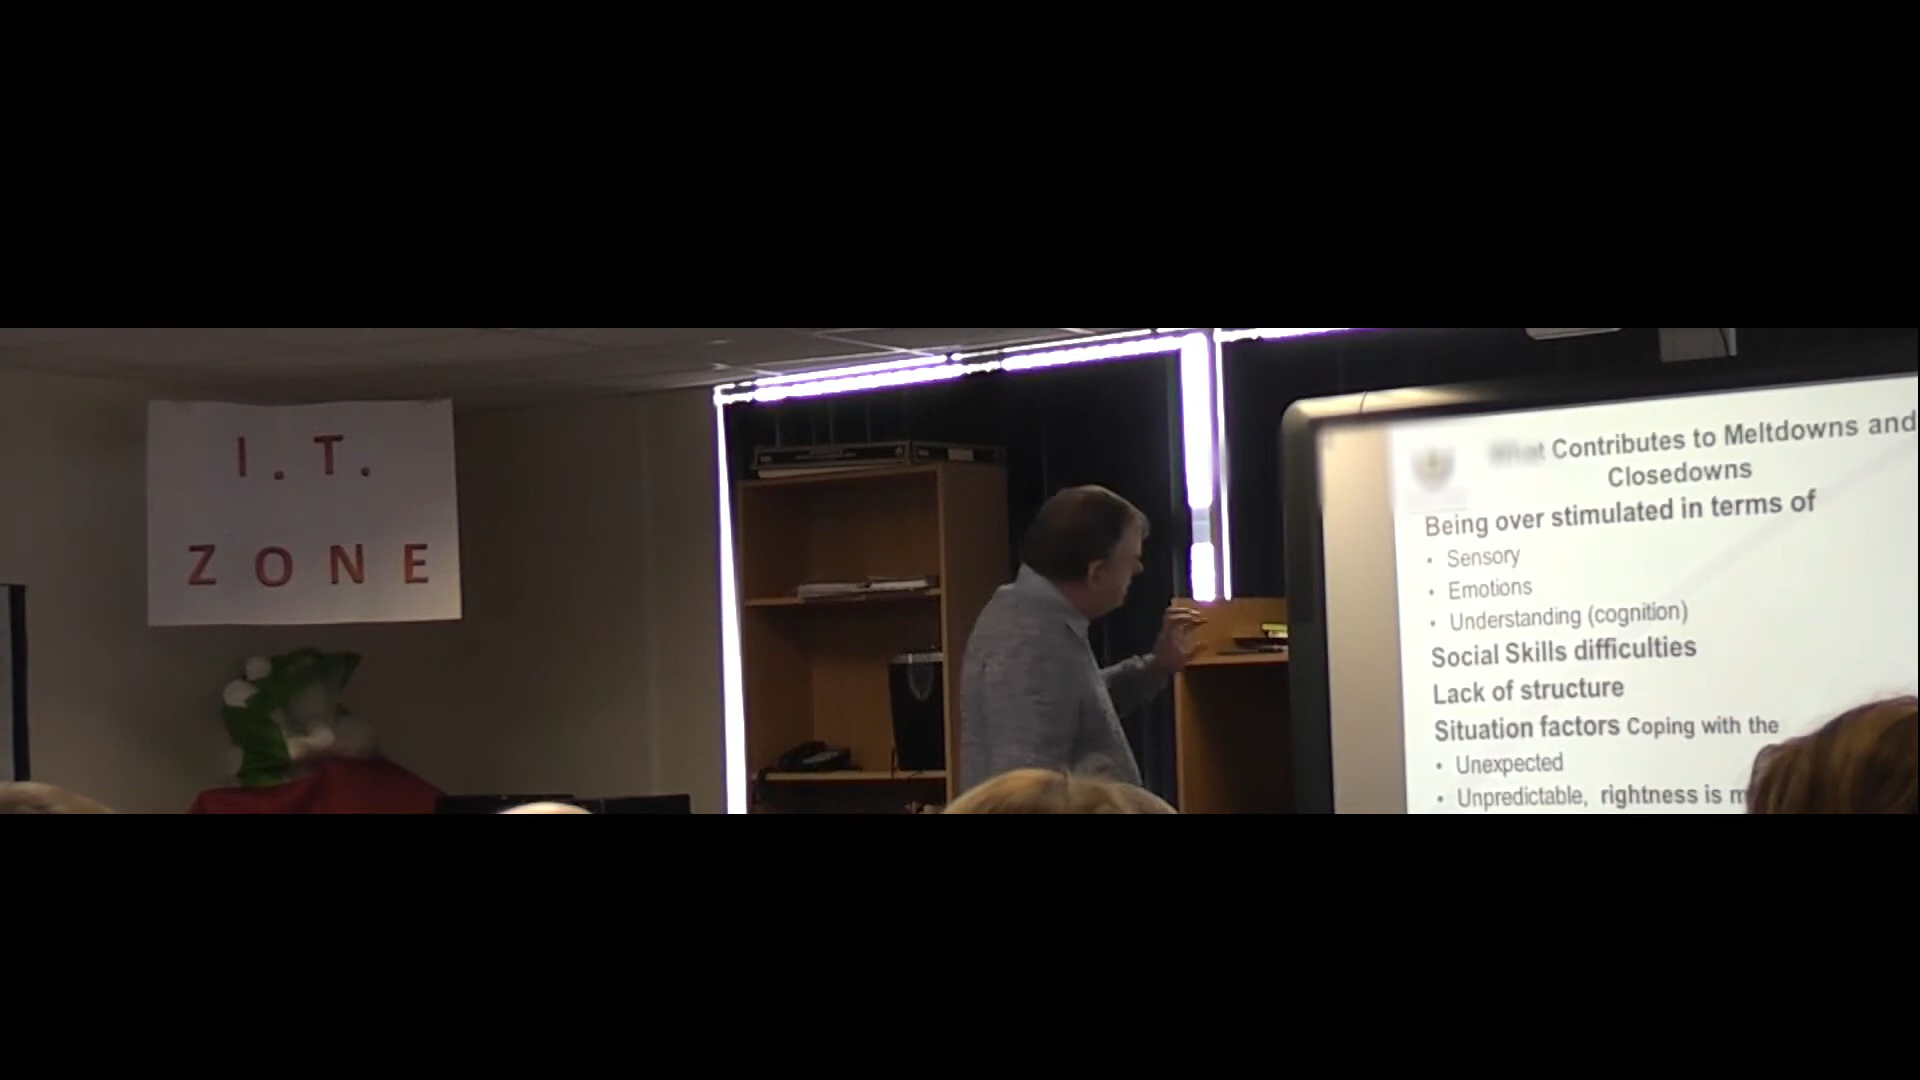 I. T.
ZONE
What Contributes to Meltdowns and
Closedowns
Being over stimulated in terms of
• Sensory
• Emotions
• Understanding (cognition)
Social Skills difficulties
Lack of structure
Situation factors Coping with the
• Unexpected
• Unpredictable, rightness is